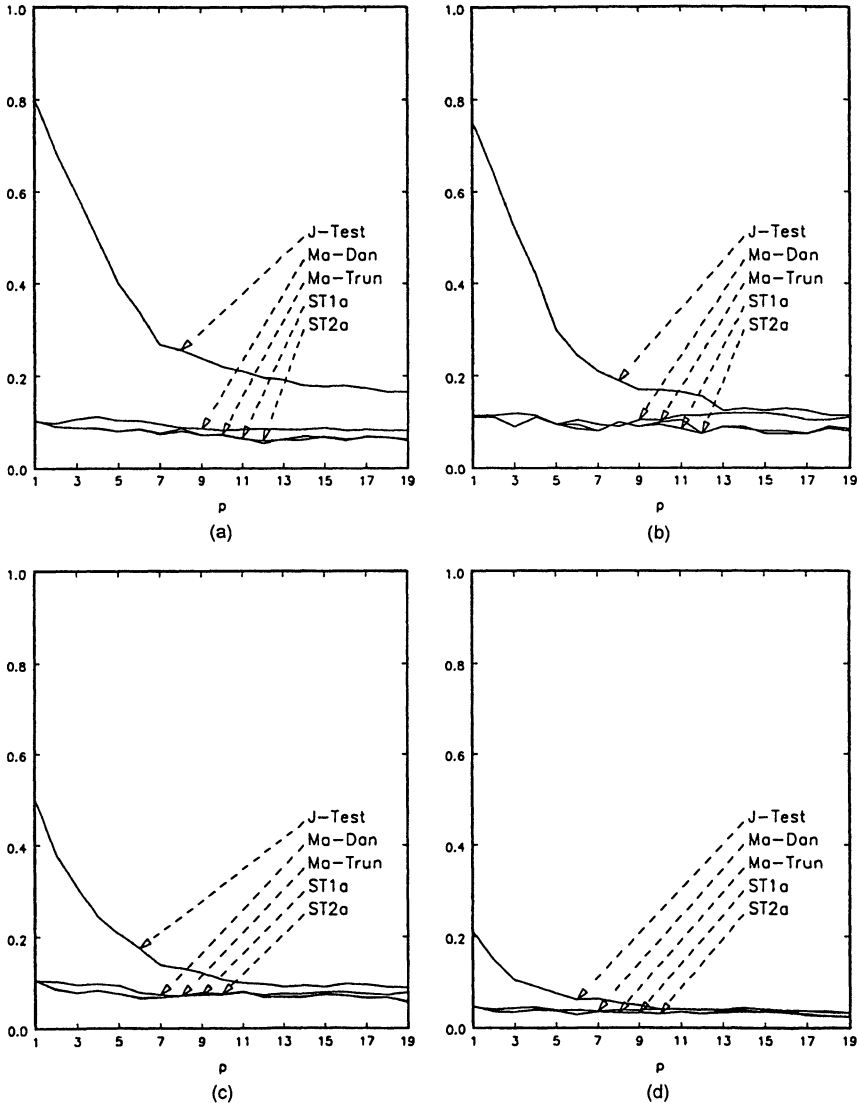 1.0
0.8
0.6
0.4
0.2
0.0
J-Test
Ma-Dan
Ma-Trun
ST1a
ST2a
1 3 5 7 9 11 13 15 17 19
p
(a)
1.0
0.8
0.6
0.4
0.2
0.0
J-Test
Ma-Dan
Ma-Trun
ST1a
ST2a
1 3 5 7 9 11 13 15 17 19
p
(b)
1.0
0.8
0.6
0.4
0.2
0.0
J-Test
Ma-Dan
Ma-Trun
ST1a
ST2a
1 3 5 7 9 11 13 15 17 19
p
(c)
1.0
0.8
0.6
0.4
0.2
0.0
J-Test
Ma-Dan
Ma-Trun
ST1a
ST2a
1 3 5 7 9 11 13 15 17 19
p
(d)